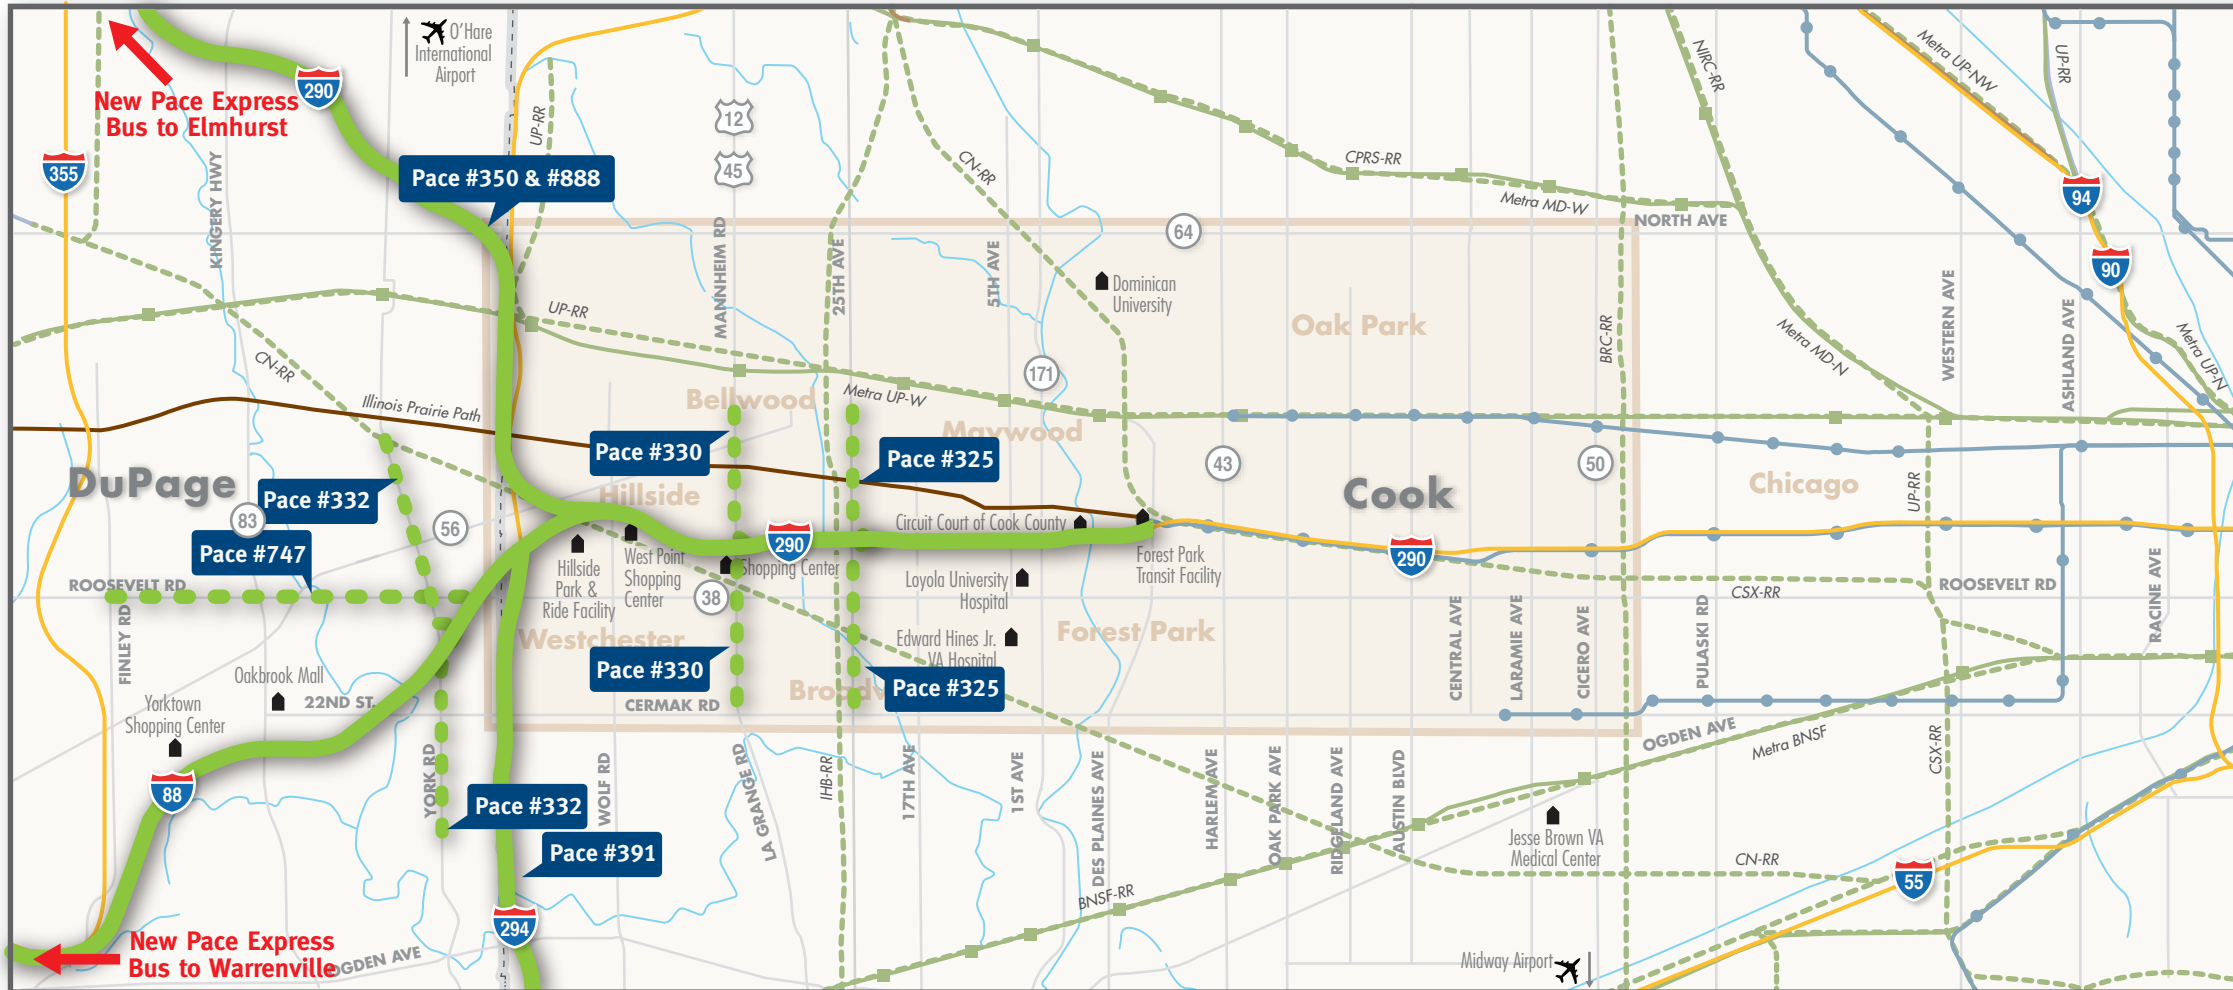 O'Hare
International
Airport
290
New Pace Express
Bus to Elmhurst
355
KINGERY HWY
UP-RR
12
45
Pace #350 & #888
MANNHEIM RD
25TH AVE
CN-RR
5TH AVE
64
Dominican
University
CPRS-RR
Metra MD-W
NORTH AVE
NIRC-RR
Metra UP-NW
UP-RR
94
90
Oak Park
BRC-RR
Metra MD-N
WESTERN AVE
ASHLAND AVE
Metra UP-N
UP-RR
CN-RR
Illinois Prairie Path
171
Bellwood
Metra UP-W
Maywood
Pace #330
Pace #325
43
50
DuPage
Pace #332
83
56
Hillside
Cook
Chicago
UP-RR
Pace #747
Circuit Court of Cook County
290
290
Hillside
Park &
Ride Facility
West Point
Shopping
Center
Shopping Center
38
Loyola University
Hospital
Forest Park
Transit Facility
ROOSEVELT RD
CSX-RR
ROOSEVELT RD
RACINE AVE
FINLEY RD
Westchester
Edward Hines Jr.
VA Hospital
Forest Park
CENTRAL AVE
LARAMIE AVE
CICERO AVE
PULASKI RD
Oakbrook Mall
22ND ST.
Pace #330
CERMAK RD
Pace #325
Yorktown
Shopping Center
88
YORK RD
Pace #332
Pace #391
WOLF RD
LA GRANGE RD
IHB-RR
17TH AVE
1ST AVE
DES PLAINES AVE
HARLEM AVE
OAK PARK AVE
RIDGELAND AVE
AUSTIN BLVD
OGDEN AVE
Metra BNSF
CSX-RR
Jesse Brown VA
Medical Center
CN-RR
55
BNSF-RR
294
New Pace Express
Bus to Warrenville
OGDEN AVE
Midway Airport